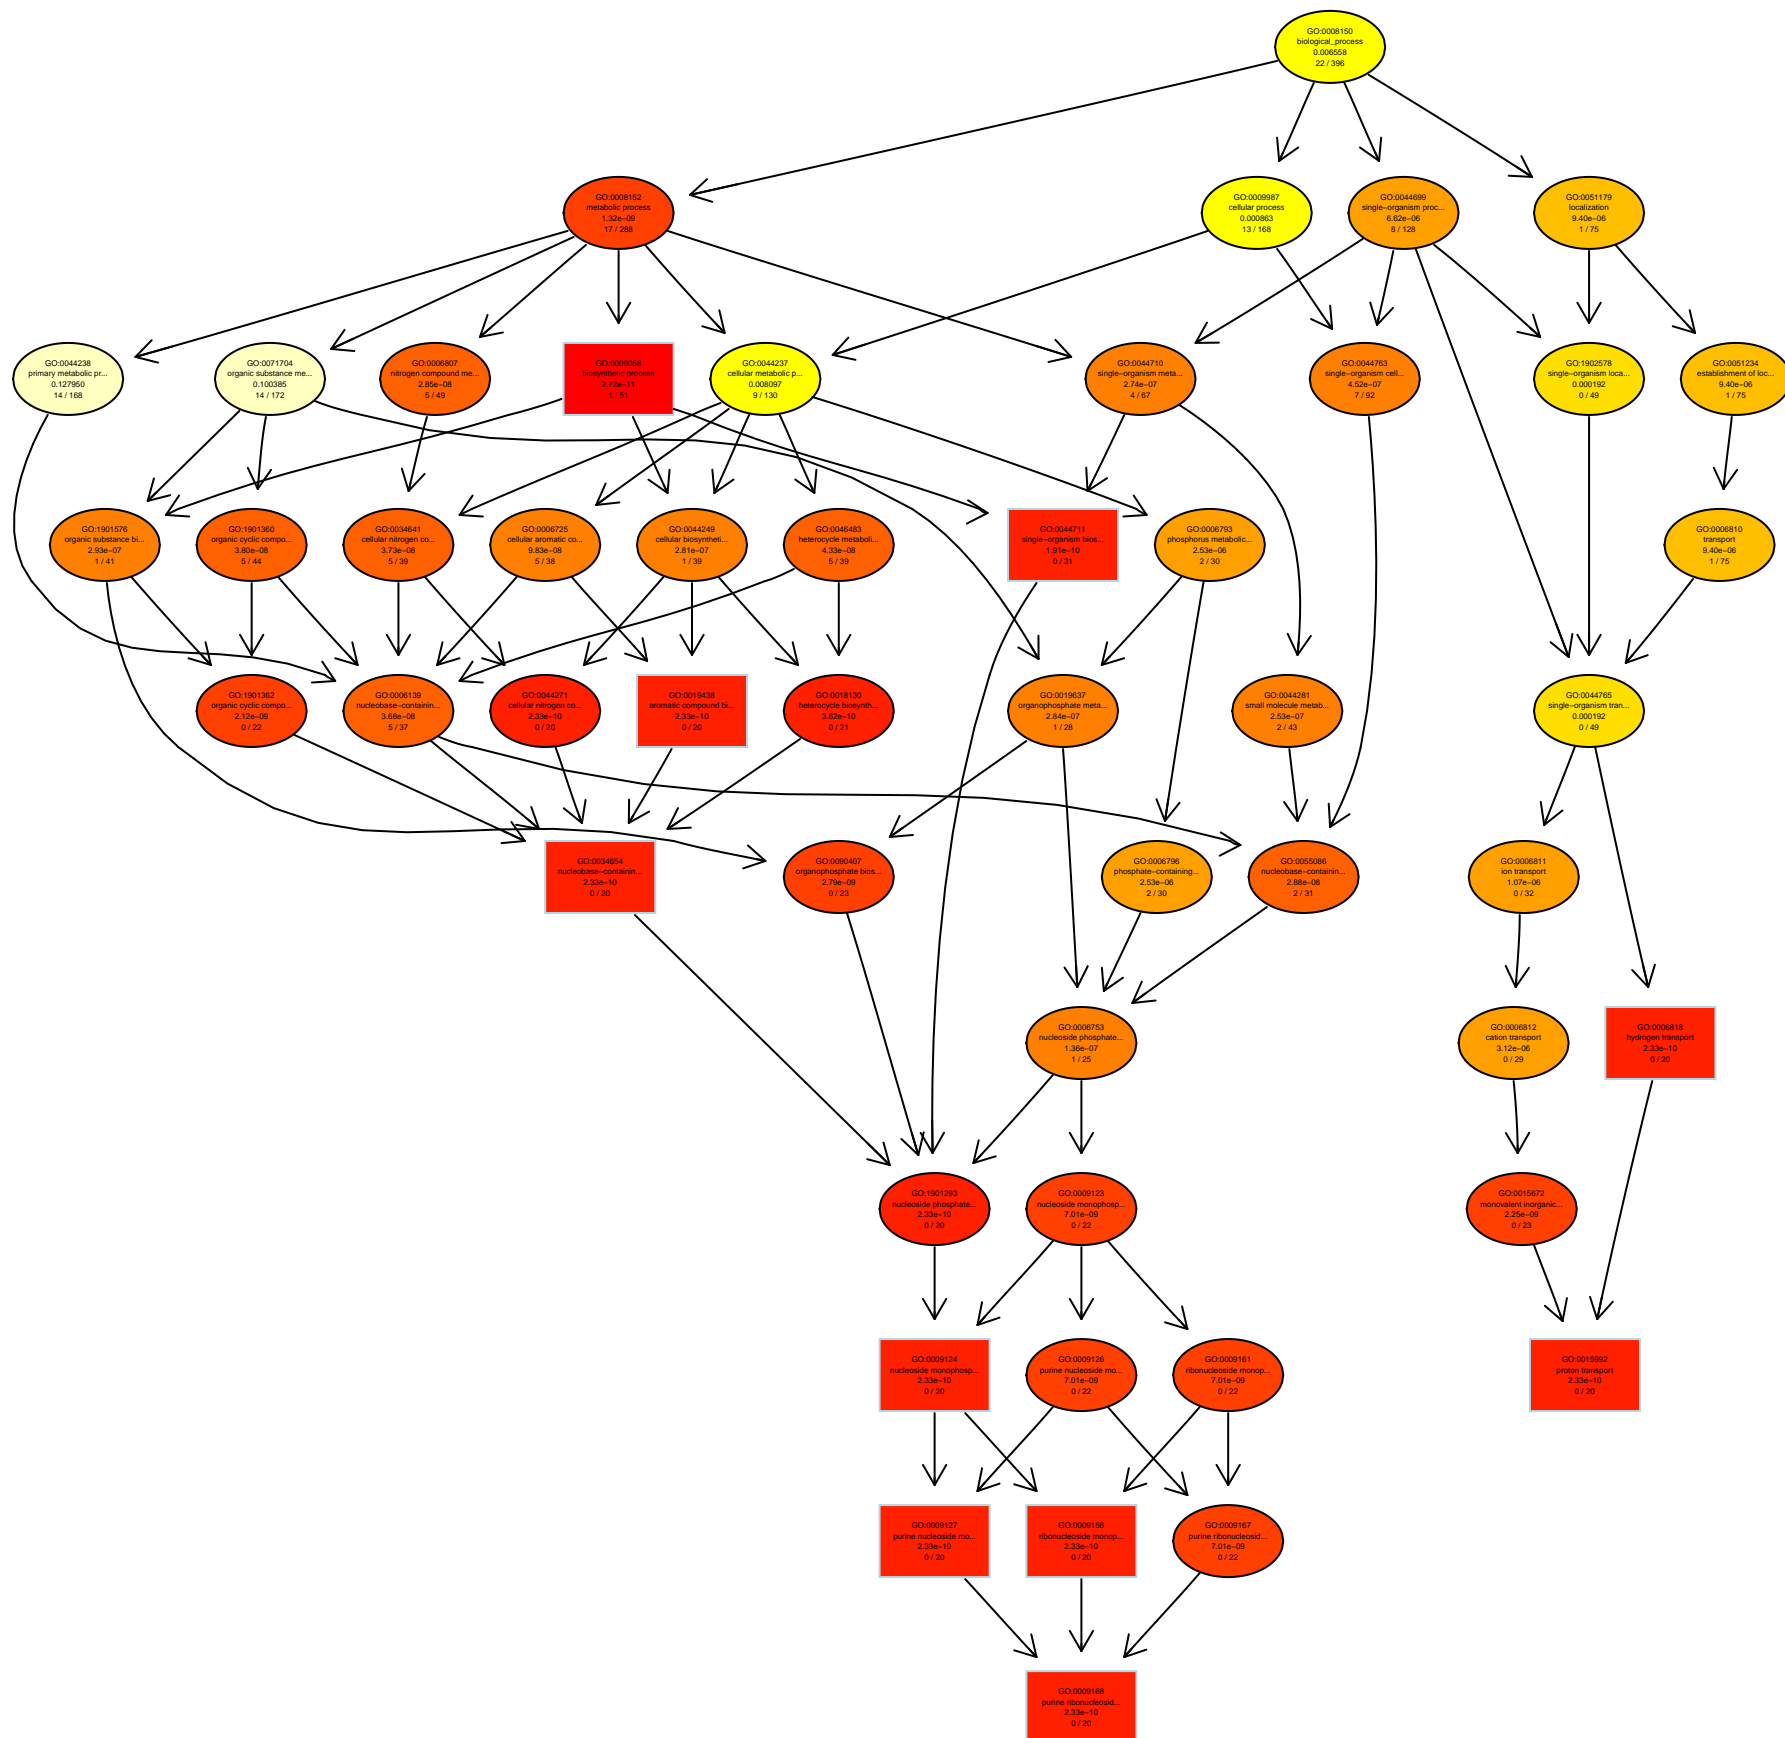 GO:0008150
biological_process
0.006558
22 / 396
GO:0008152
metabolic process
1.32e−09
17 / 288
GO:0009987
cellular process
0.000863
13 / 168
GO:0044699
single−organism proc...
6.62e−06
8 / 128
GO:0051179
localization
9.40e−06
1 / 75
GO:0044238
primary metabolic pr...
0.127950
14 / 168
GO:0071704
organic substance me...
0.100385
14 / 172
GO:0006807
nitrogen compound me...
2.85e−08
5 / 49
GO:0009058
biosynthetic process
2.72e−11
1 / 51
GO:0044237
cellular metabolic p...
0.008097
9 / 130
GO:0044710
single−organism meta...
2.74e−07
4 / 67
GO:0044763
single−organism cell...
4.52e−07
7 / 92
GO:1902578
single−organism loca...
0.000192
0 / 49
GO:0051234
establishment of loc...
9.40e−06
1 / 75
GO:1901576
organic substance bi...
2.93e−07
1 / 41
GO:1901360
organic cyclic compo...
3.80e−08
5 / 44
GO:0034641
cellular nitrogen co...
3.73e−08
5 / 39
GO:0006725
cellular aromatic co...
9.83e−08
5 / 38
GO:0044249
cellular biosyntheti...
2.81e−07
1 / 39
GO:0046483
heterocycle metaboli...
4.33e−08
5 / 39
GO:0044711
single−organism bios...
1.91e−10
0 / 31
GO:0006793
phosphorus metabolic...
2.53e−06
2 / 30
GO:0006810
transport
9.40e−06
1 / 75
GO:1901362
organic cyclic compo...
2.12e−09
0 / 22
GO:0006139
nucleobase−containin...
3.68e−08
5 / 37
GO:0044271
cellular nitrogen co...
2.33e−10
0 / 20
GO:0019438
aromatic compound bi...
2.33e−10
0 / 20
GO:0018130
heterocycle biosynth...
3.62e−10
0 / 21
GO:0019637
organophosphate meta...
2.84e−07
1 / 28
GO:0044281
small molecule metab...
2.53e−07
2 / 43
GO:0044765
single−organism tran...
0.000192
0 / 49
GO:0034654
nucleobase−containin...
2.33e−10
0 / 20
GO:0090407
organophosphate bios...
2.79e−09
0 / 23
GO:0006796
phosphate−containing...
2.53e−06
2 / 30
GO:0055086
nucleobase−containin...
2.88e−08
2 / 31
GO:0006811
ion transport
1.07e−06
0 / 32
GO:0006753
nucleoside phosphate...
1.36e−07
1 / 25
GO:0006812
cation transport
3.12e−06
0 / 29
GO:0006818
hydrogen transport
2.33e−10
0 / 20
GO:1901293
nucleoside phosphate...
2.33e−10
0 / 20
GO:0009123
nucleoside monophosp...
7.01e−09
0 / 22
GO:0015672
monovalent inorganic...
2.25e−09
0 / 23
GO:0009124
nucleoside monophosp...
2.33e−10
0 / 20
GO:0009126
purine nucleoside mo...
7.01e−09
0 / 22
GO:0009161
ribonucleoside monop...
7.01e−09
0 / 22
GO:0015992
proton transport
2.33e−10
0 / 20
GO:0009127
purine nucleoside mo...
2.33e−10
0 / 20
GO:0009156
ribonucleoside monop...
2.33e−10
0 / 20
GO:0009167
purine ribonucleosid...
7.01e−09
0 / 22
GO:0009168
purine ribonucleosid...
2.33e−10
0 / 20